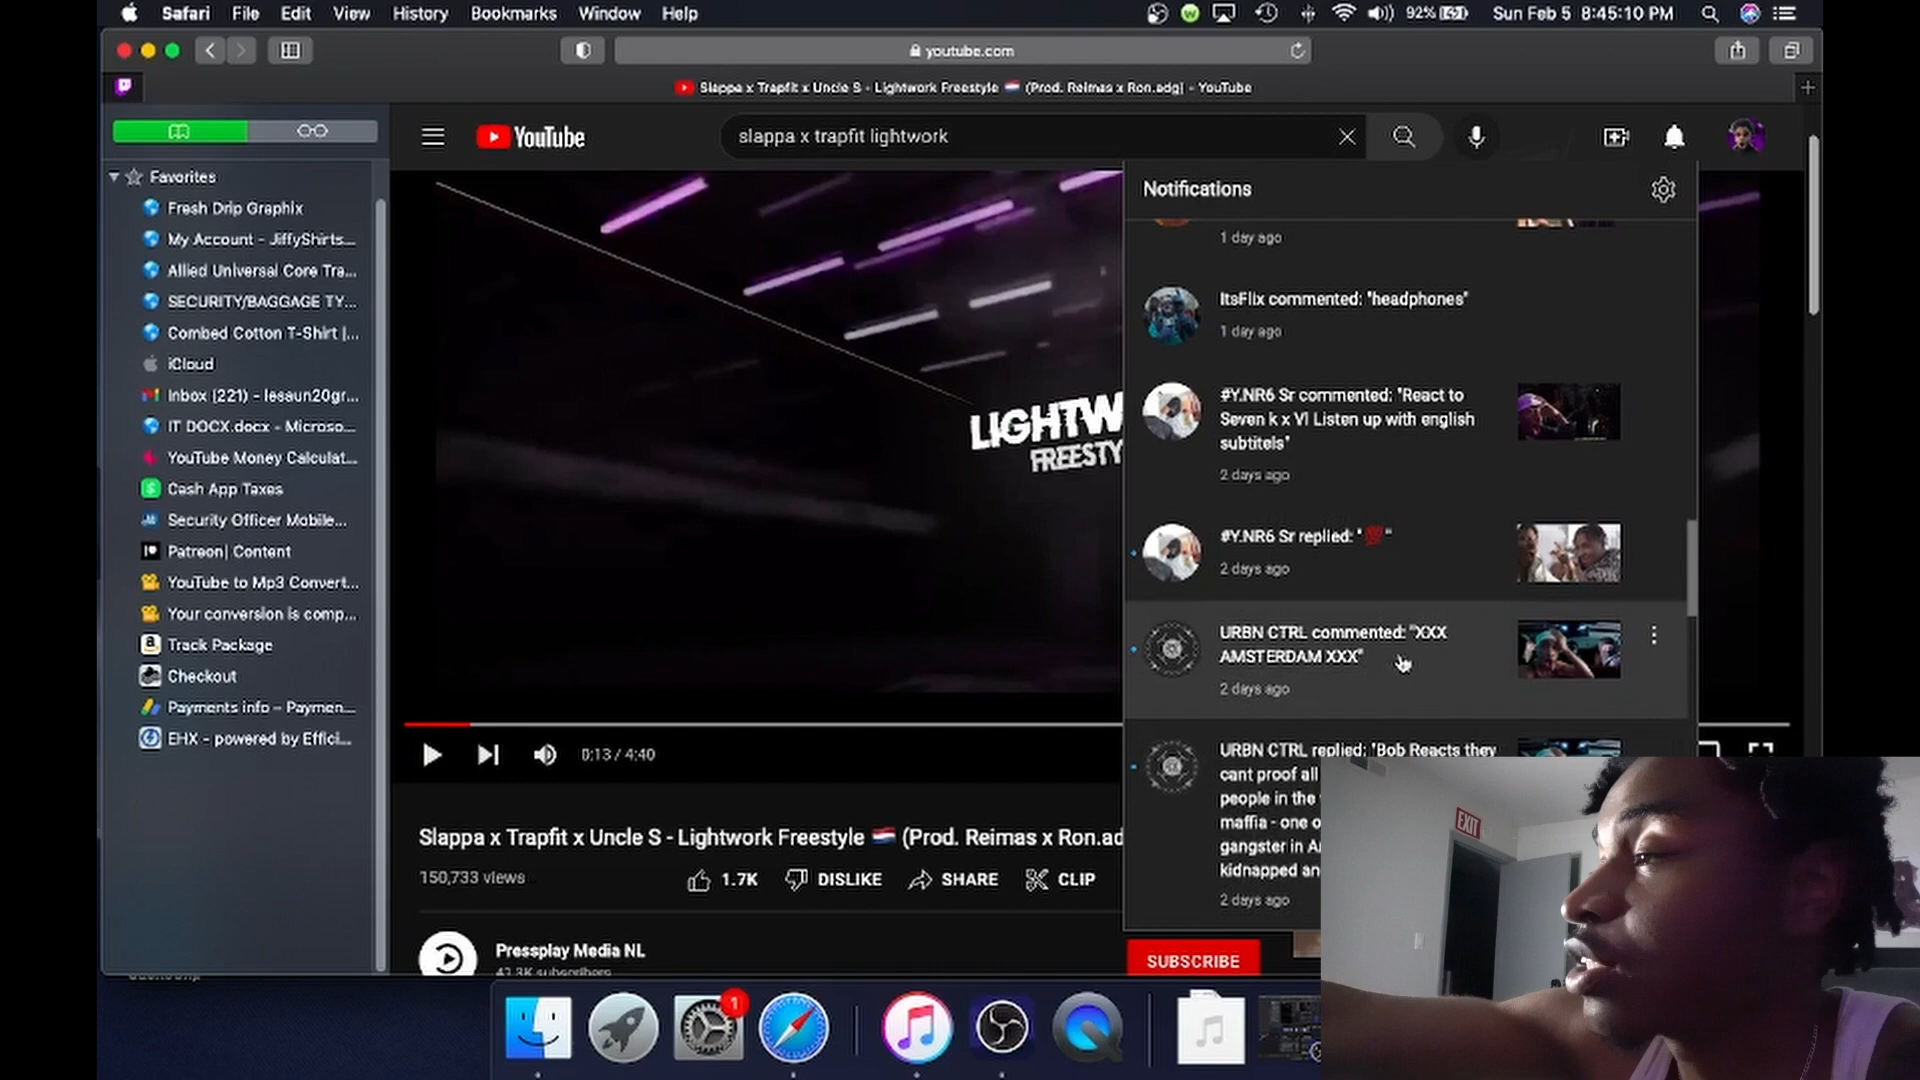 Safari File Edit View History Bookmarks Window Help
92% Sun Feb 5 8:45:10 PM
youtube.com
Slappa x Trapfit x Uncle S - Lightwork Freestyle 🇳🇱 (Prod. Reimas x Ron.adg) - YouTube
Favorites
Fresh Drip Graphix
My Account - JiffyShirts...
Allied Universal Core Tra...
SECURITY/BAGGAGE TY...
Combed Cotton T-Shirt |...
iCloud
Inbox (221) - lesaun20gr...
IT DOCX.docx - Microso...
YouTube Money Calculat...
Cash App Taxes
Security Officer Mobile...
Patreon| Content
YouTube to Mp3 Convert...
Your conversion is comp...
Track Package
Checkout
Payments info – Paymen...
EHX - powered by Effici...
YouTube
slappa x trapfit lightwork
LIGHTW
FREESTY
0:13 / 4:40
Slappa x Trapfit x Uncle S - Lightwork Freestyle 🇳🇱 (Prod. Reimas x Ron.ad
150,733 views
1.7K DISLIKE SHARE CLIP
Pressplay Media NL
41.3K subscribers
SUBSCRIBE
Notifications
1 day ago
ItsFlix commented: "headphones"
1 day ago
#Y.NR6 Sr commented: "React to
Seven k x Vl Listen up with english
subtitels"
2 days ago
#Y.NR6 Sr replied: "💯"
2 days ago
URBN CTRL commented: "XXX
AMSTERDAM XXX"
2 days ago
URBN CTRL replied: "Bob Reacts they
cant proof all
people in the
maffia - one o
gangster in A
kidnapped an
2 days ago
EXIT
1